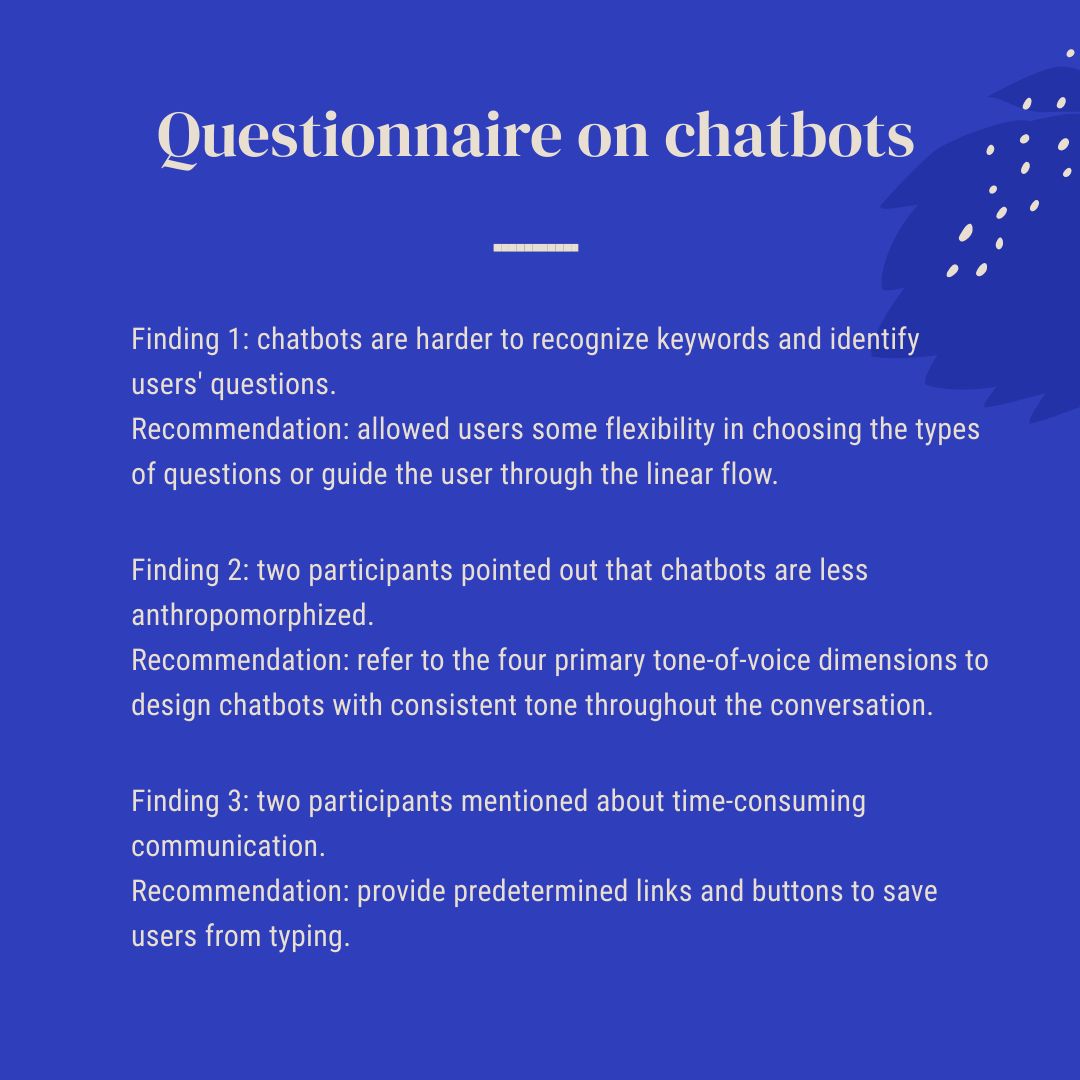 Questionnaire on chatbots
Finding 1: chatbots are harder to recognize keywords and identify
users' questions.
Recommendation: allowed users some flexibility in choosing the types
of questions or guide the user through the linear flow.
Finding 2: two participants pointed out that chatbots are less
anthropomorphized.
Recommendation: refer to the four primary tone-of-voice dimensions to
design chatbots with consistent tone throughout the conversation.
Finding 3: two participants mentioned about time-consuming
communication.
Recommendation: provide predetermined links and buttons to save
users from typing.